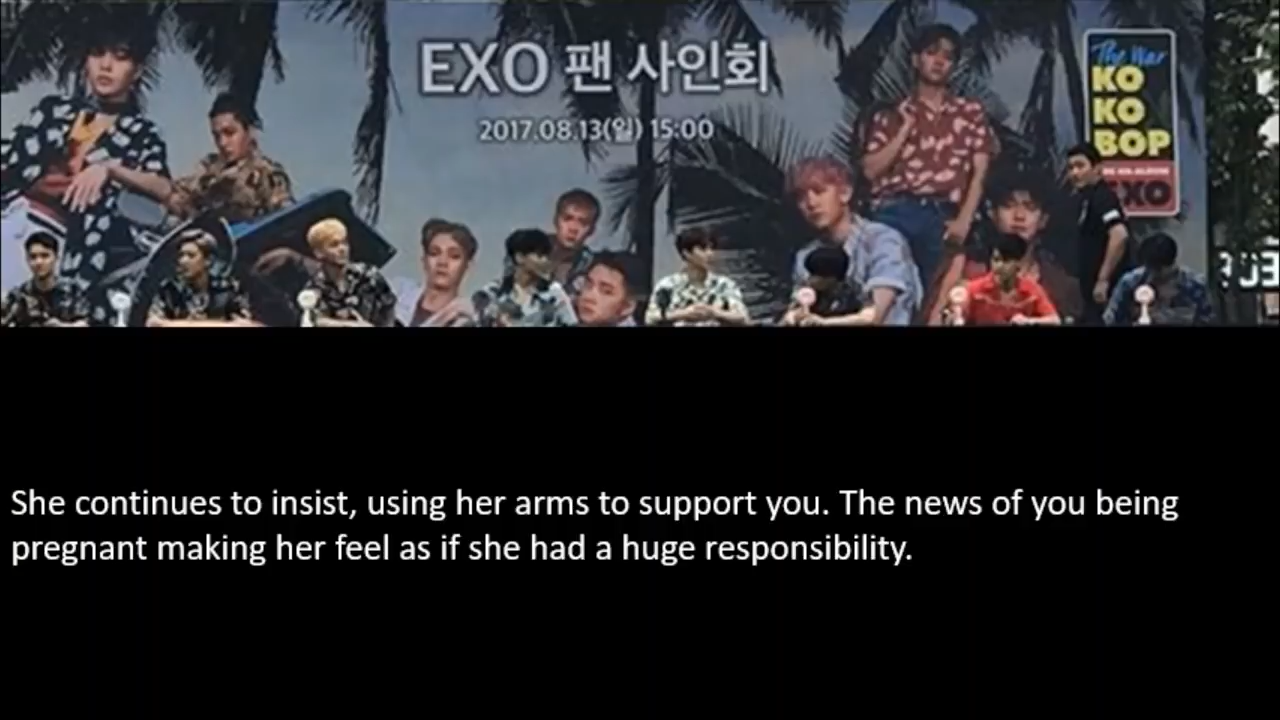 EXO 팬 사인회
2017.08.13(일) 15:00
The War
KO
KO
BOP
EXO
She continues to insist, using her arms to support you. The news of you being
pregnant making her feel as if she had a huge responsibility.